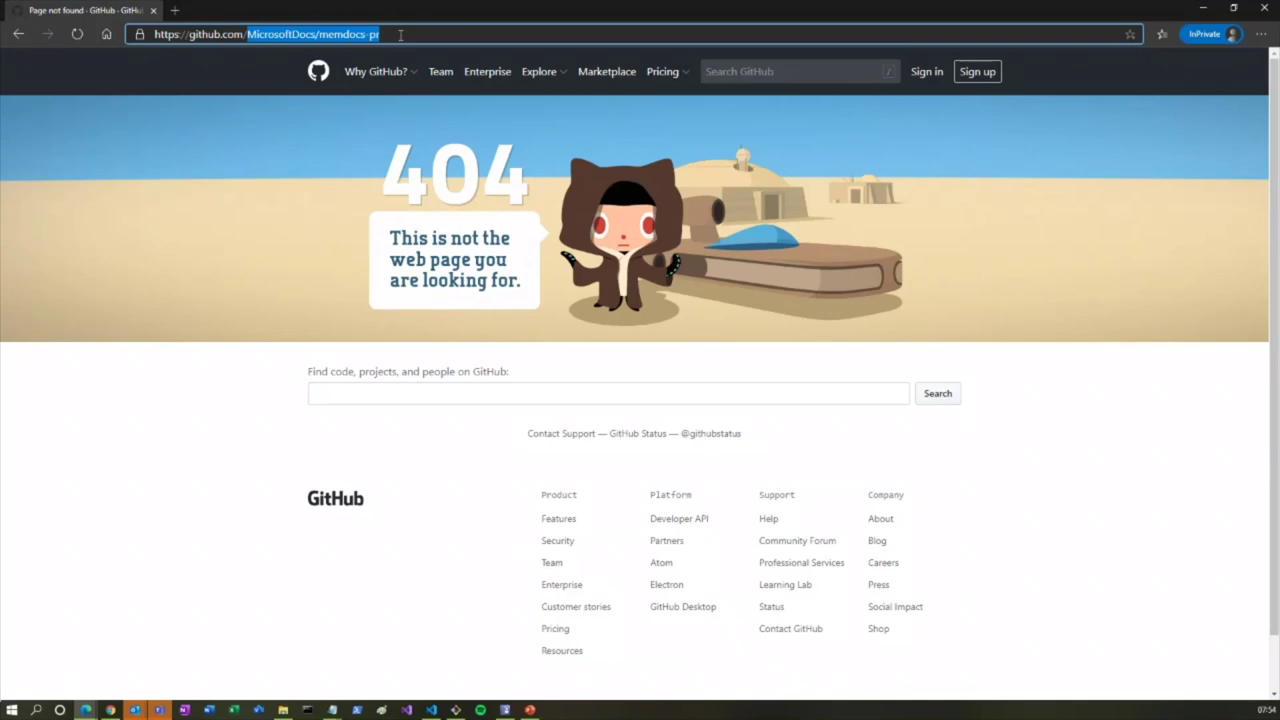 Page not found · GitHub · GitHu
https://github.com/MicrosoftDocs/memdocs-pr
InPrivate
Why GitHub?
Team
Enterprise
Explore
Marketplace
Pricing
Search GitHub
/
Sign in
Sign up
404
This is not the
web page you
are looking for.
Find code, projects, and people on GitHub:
Search
Contact Support — GitHub Status — @githubstatus
GitHub
Product
Features
Security
Team
Enterprise
Customer stories
Pricing
Resources
Platform
Developer API
Partners
Atom
Electron
GitHub Desktop
Support
Help
Community Forum
Professional Services
Learning Lab
Status
Contact GitHub
Company
About
Blog
Careers
Press
Social Impact
Shop
07:54